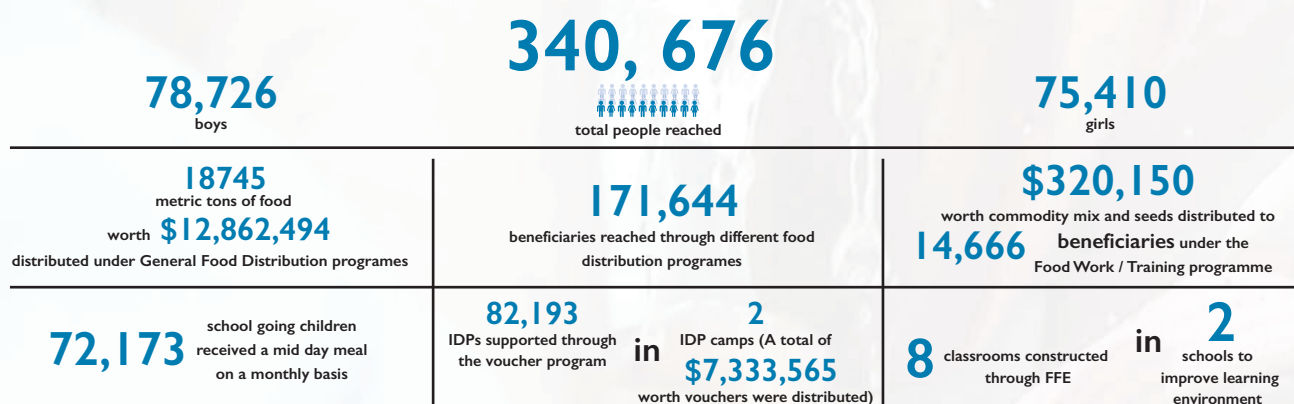 340, 676
total people reached
78,726
boys
75,410
girls
18745
metric tons of food
worth $12,862,494
distributed under General Food Distribution programes
171,644
beneficiaries reached through different food
distribution programes
$320,150
worth commodity mix and seeds distributed to
14,666 beneficiaries under the
Food Work / Training programme
72,173
school going children
received a mid day meal
on a monthly basis
82,193
IDPs supported through
the voucher program
in
2
IDP camps (A total of
$7,333,565
worth vouchers were distributed)
8
classrooms constructed
through FFE
in
2
schools to
improve learning
environment